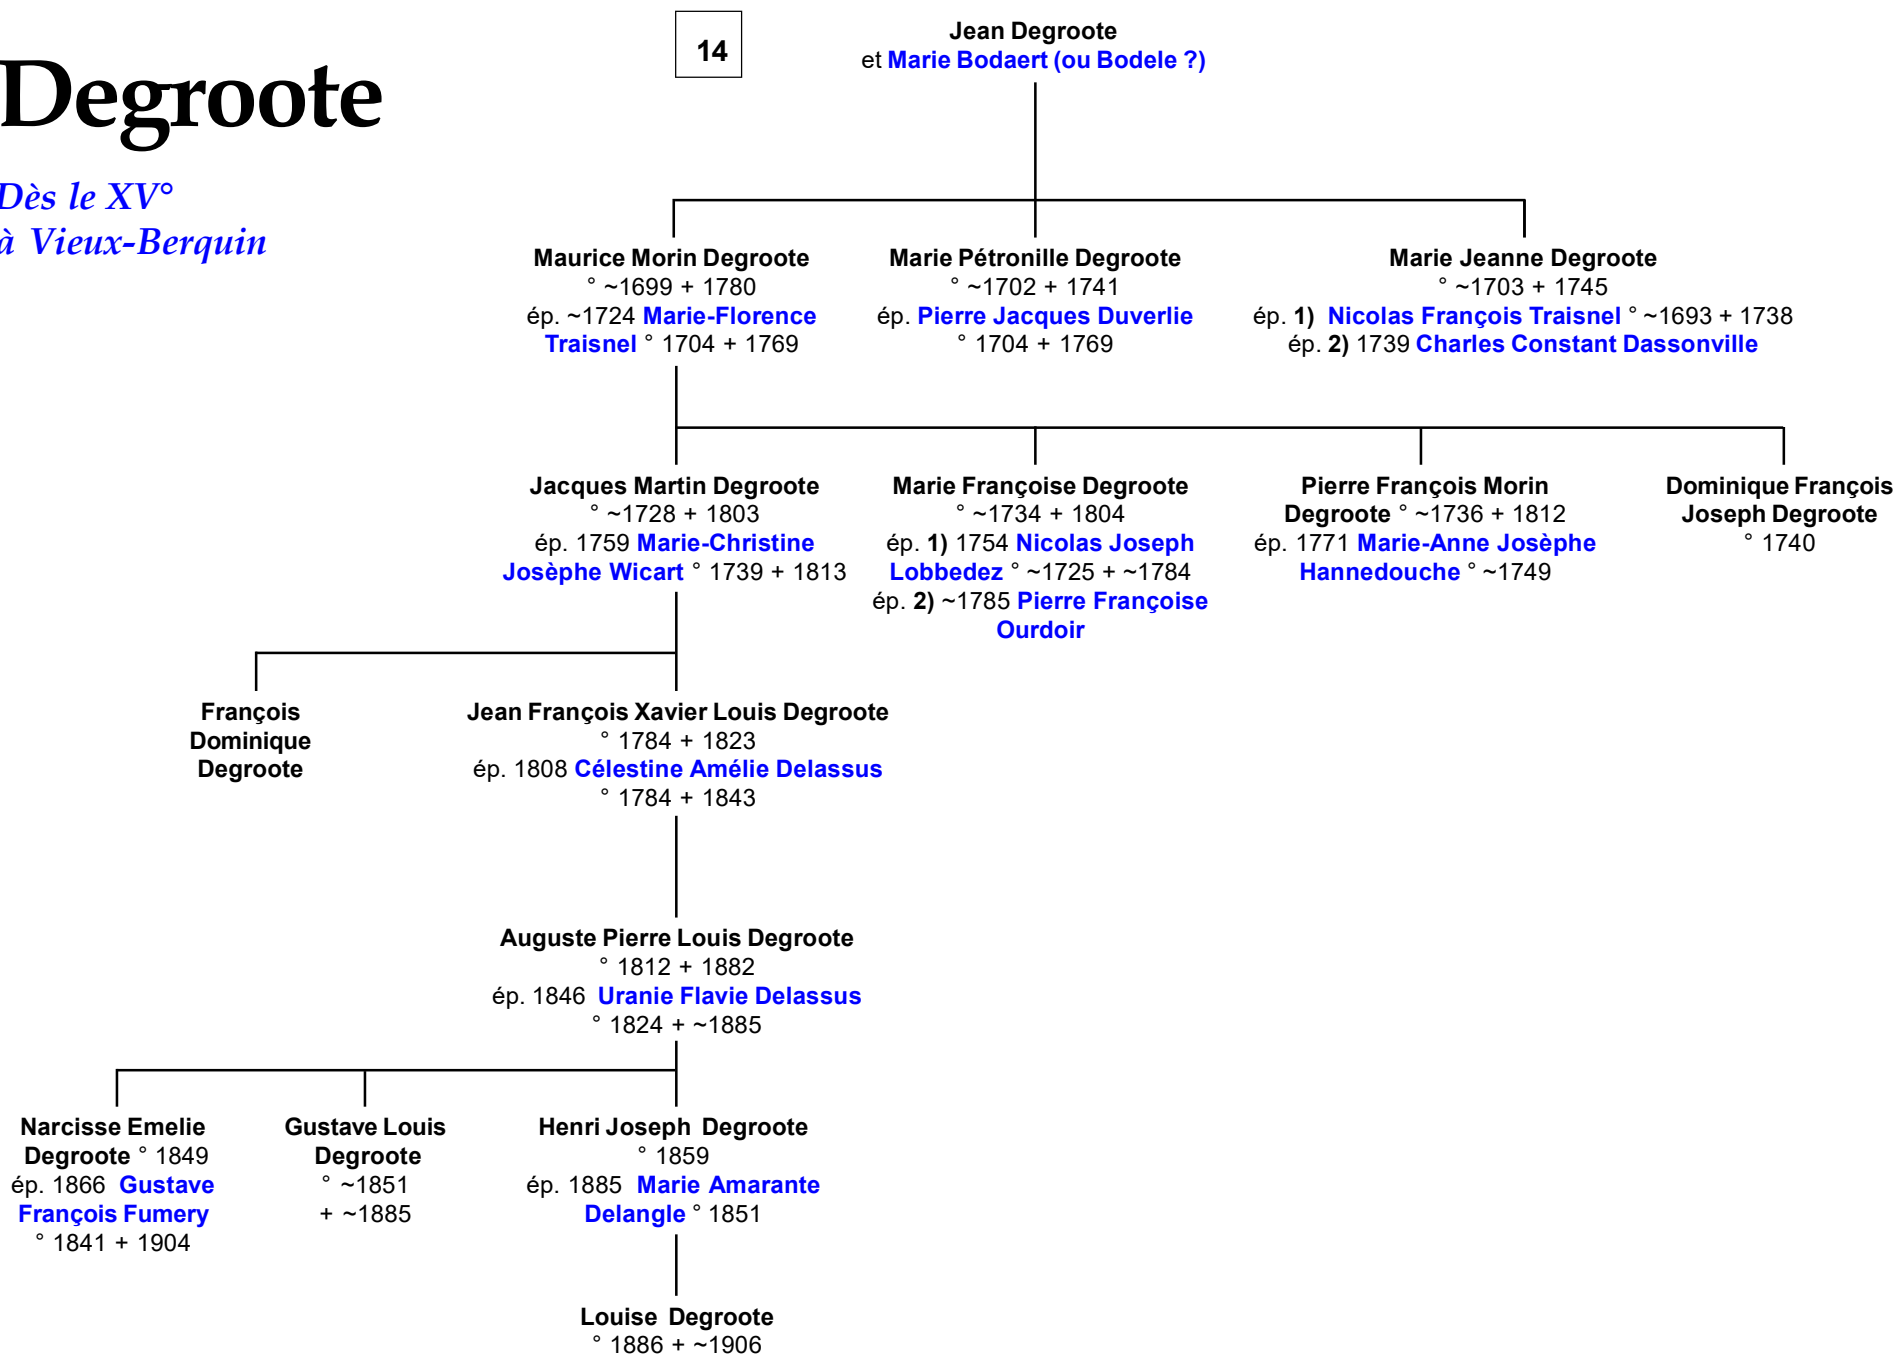 Degroote
Dès le XV°
à Vieux-Berquin
14
Jean Degroote
et Marie Bodaert (ou Bodele ?)
Maurice Morin Degroote
° ~1699 + 1780
ép. ~1724 Marie-Florence
Traisnel ° 1704 + 1769
Marie Pétronille Degroote
° ~1702 + 1741
ép. Pierre Jacques Duverlie
° 1704 + 1769
Marie Jeanne Degroote
° ~1703 + 1745
ép. 1) Nicolas François Traisnel ° ~1693 + 1738
ép. 2) 1739 Charles Constant Dassonville
Jacques Martin Degroote
° ~1728 + 1803
ép. 1759 Marie-Christine
Josèphe Wicart ° 1739 + 1813
Marie Françoise Degroote
° ~1734 + 1804
ép. 1) 1754 Nicolas Joseph
Lobbedez ° ~1725 + ~1784
ép. 2) ~1785 Pierre Françoise
Ourdoir
Pierre François Morin
Degroote ° ~1736 + 1812
ép. 1771 Marie-Anne Josèphe
Hannedouche ° ~1749
Dominique François
Joseph Degroote
° 1740
François
Dominique
Degroote
Jean François Xavier Louis Degroote
° 1784 + 1823
ép. 1808 Célestine Amélie Delassus
° 1784 + 1843
Auguste Pierre Louis Degroote
° 1812 + 1882
ép. 1846 Uranie Flavie Delassus
° 1824 + ~1885
Narcisse Emelie
Degroote ° 1849
ép. 1866 Gustave
François Fumery
° 1841 + 1904
Gustave Louis
Degroote
° ~1851
+ ~1885
Henri Joseph Degroote
° 1859
ép. 1885 Marie Amarante
Delangle ° 1851
Louise Degroote
° 1886 + ~1906